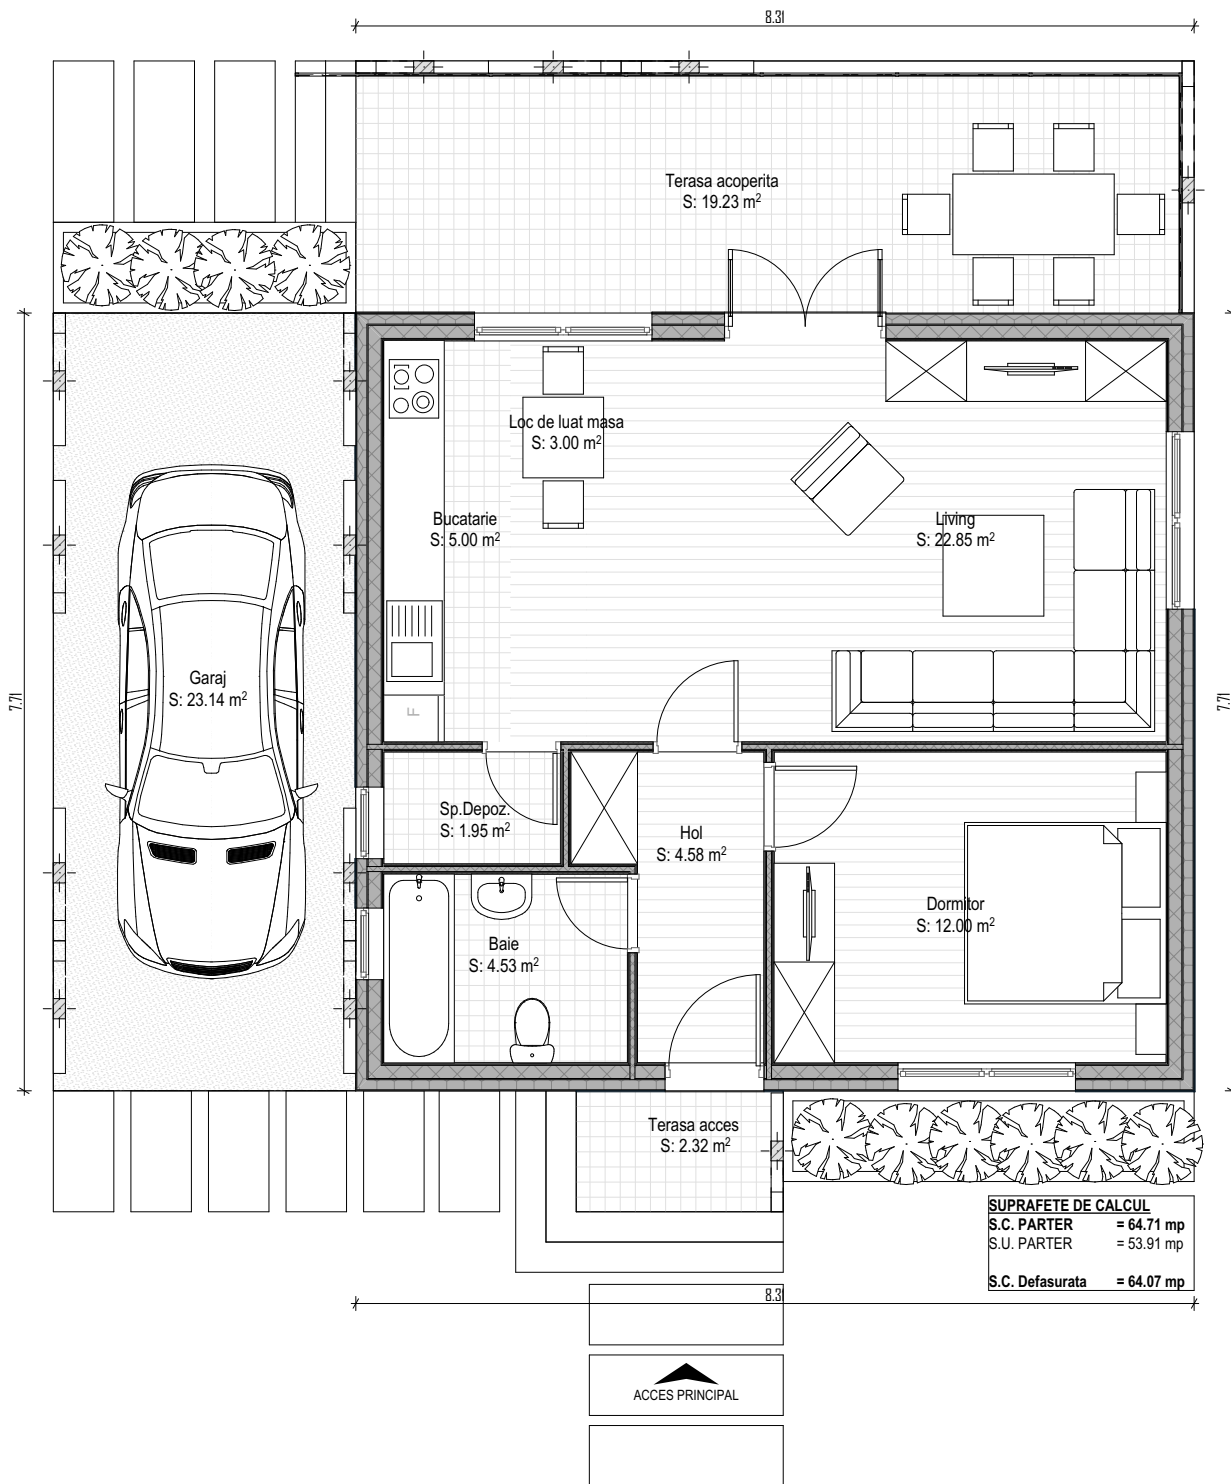 8.31
Terasa acoperita
S: 19.23 m²
Loc de luat masa
S: 3.00 m²
Bucatarie
S: 5.00 m²
Living
S: 22.85 m²
Garaj
S: 23.14 m²
7.71
7.71
F
Sp.Depoz.
S: 1.95 m²
Hol
S: 4.58 m²
Dormitor
S: 12.00 m²
Baie
S: 4.53 m²
Terasa acces
S: 2.32 m²
SUPRAFETE DE CALCUL
S.C. PARTER = 64.71 mp
S.U. PARTER = 53.91 mp
S.C. Defasurata = 64.07 mp
8.31
ACCES PRINCIPAL